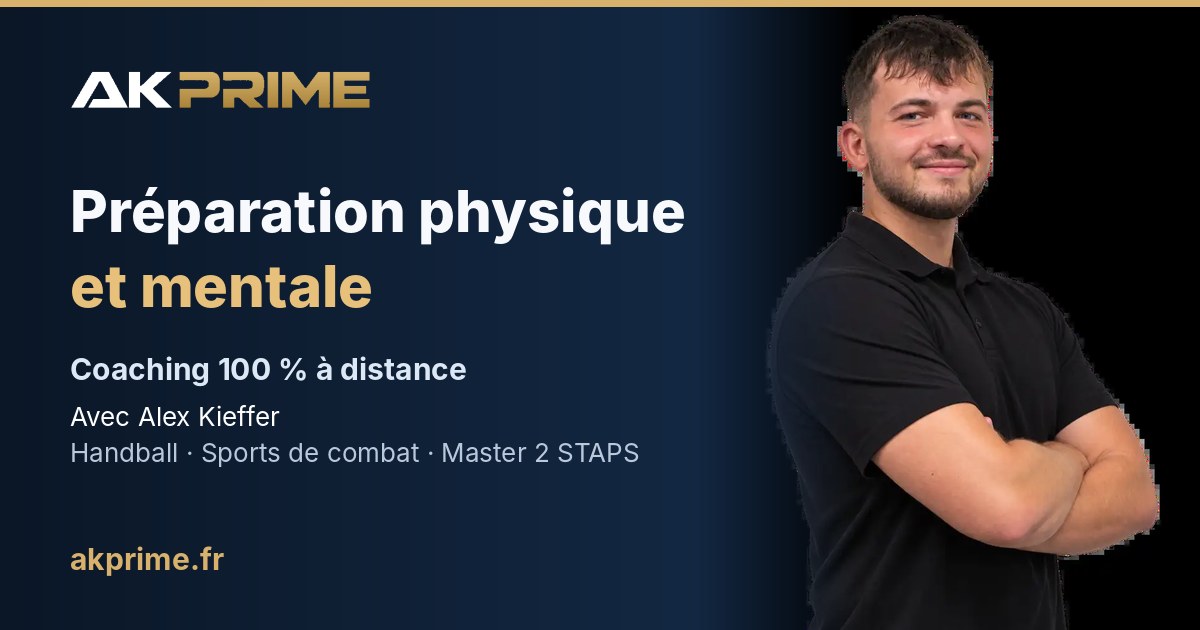 AKPRIME
Préparation physique
et mentale
Coaching 100 % à distance
Avec Alex Kieffer
Handball · Sports de combat · Master 2 STAPS
akprime.fr